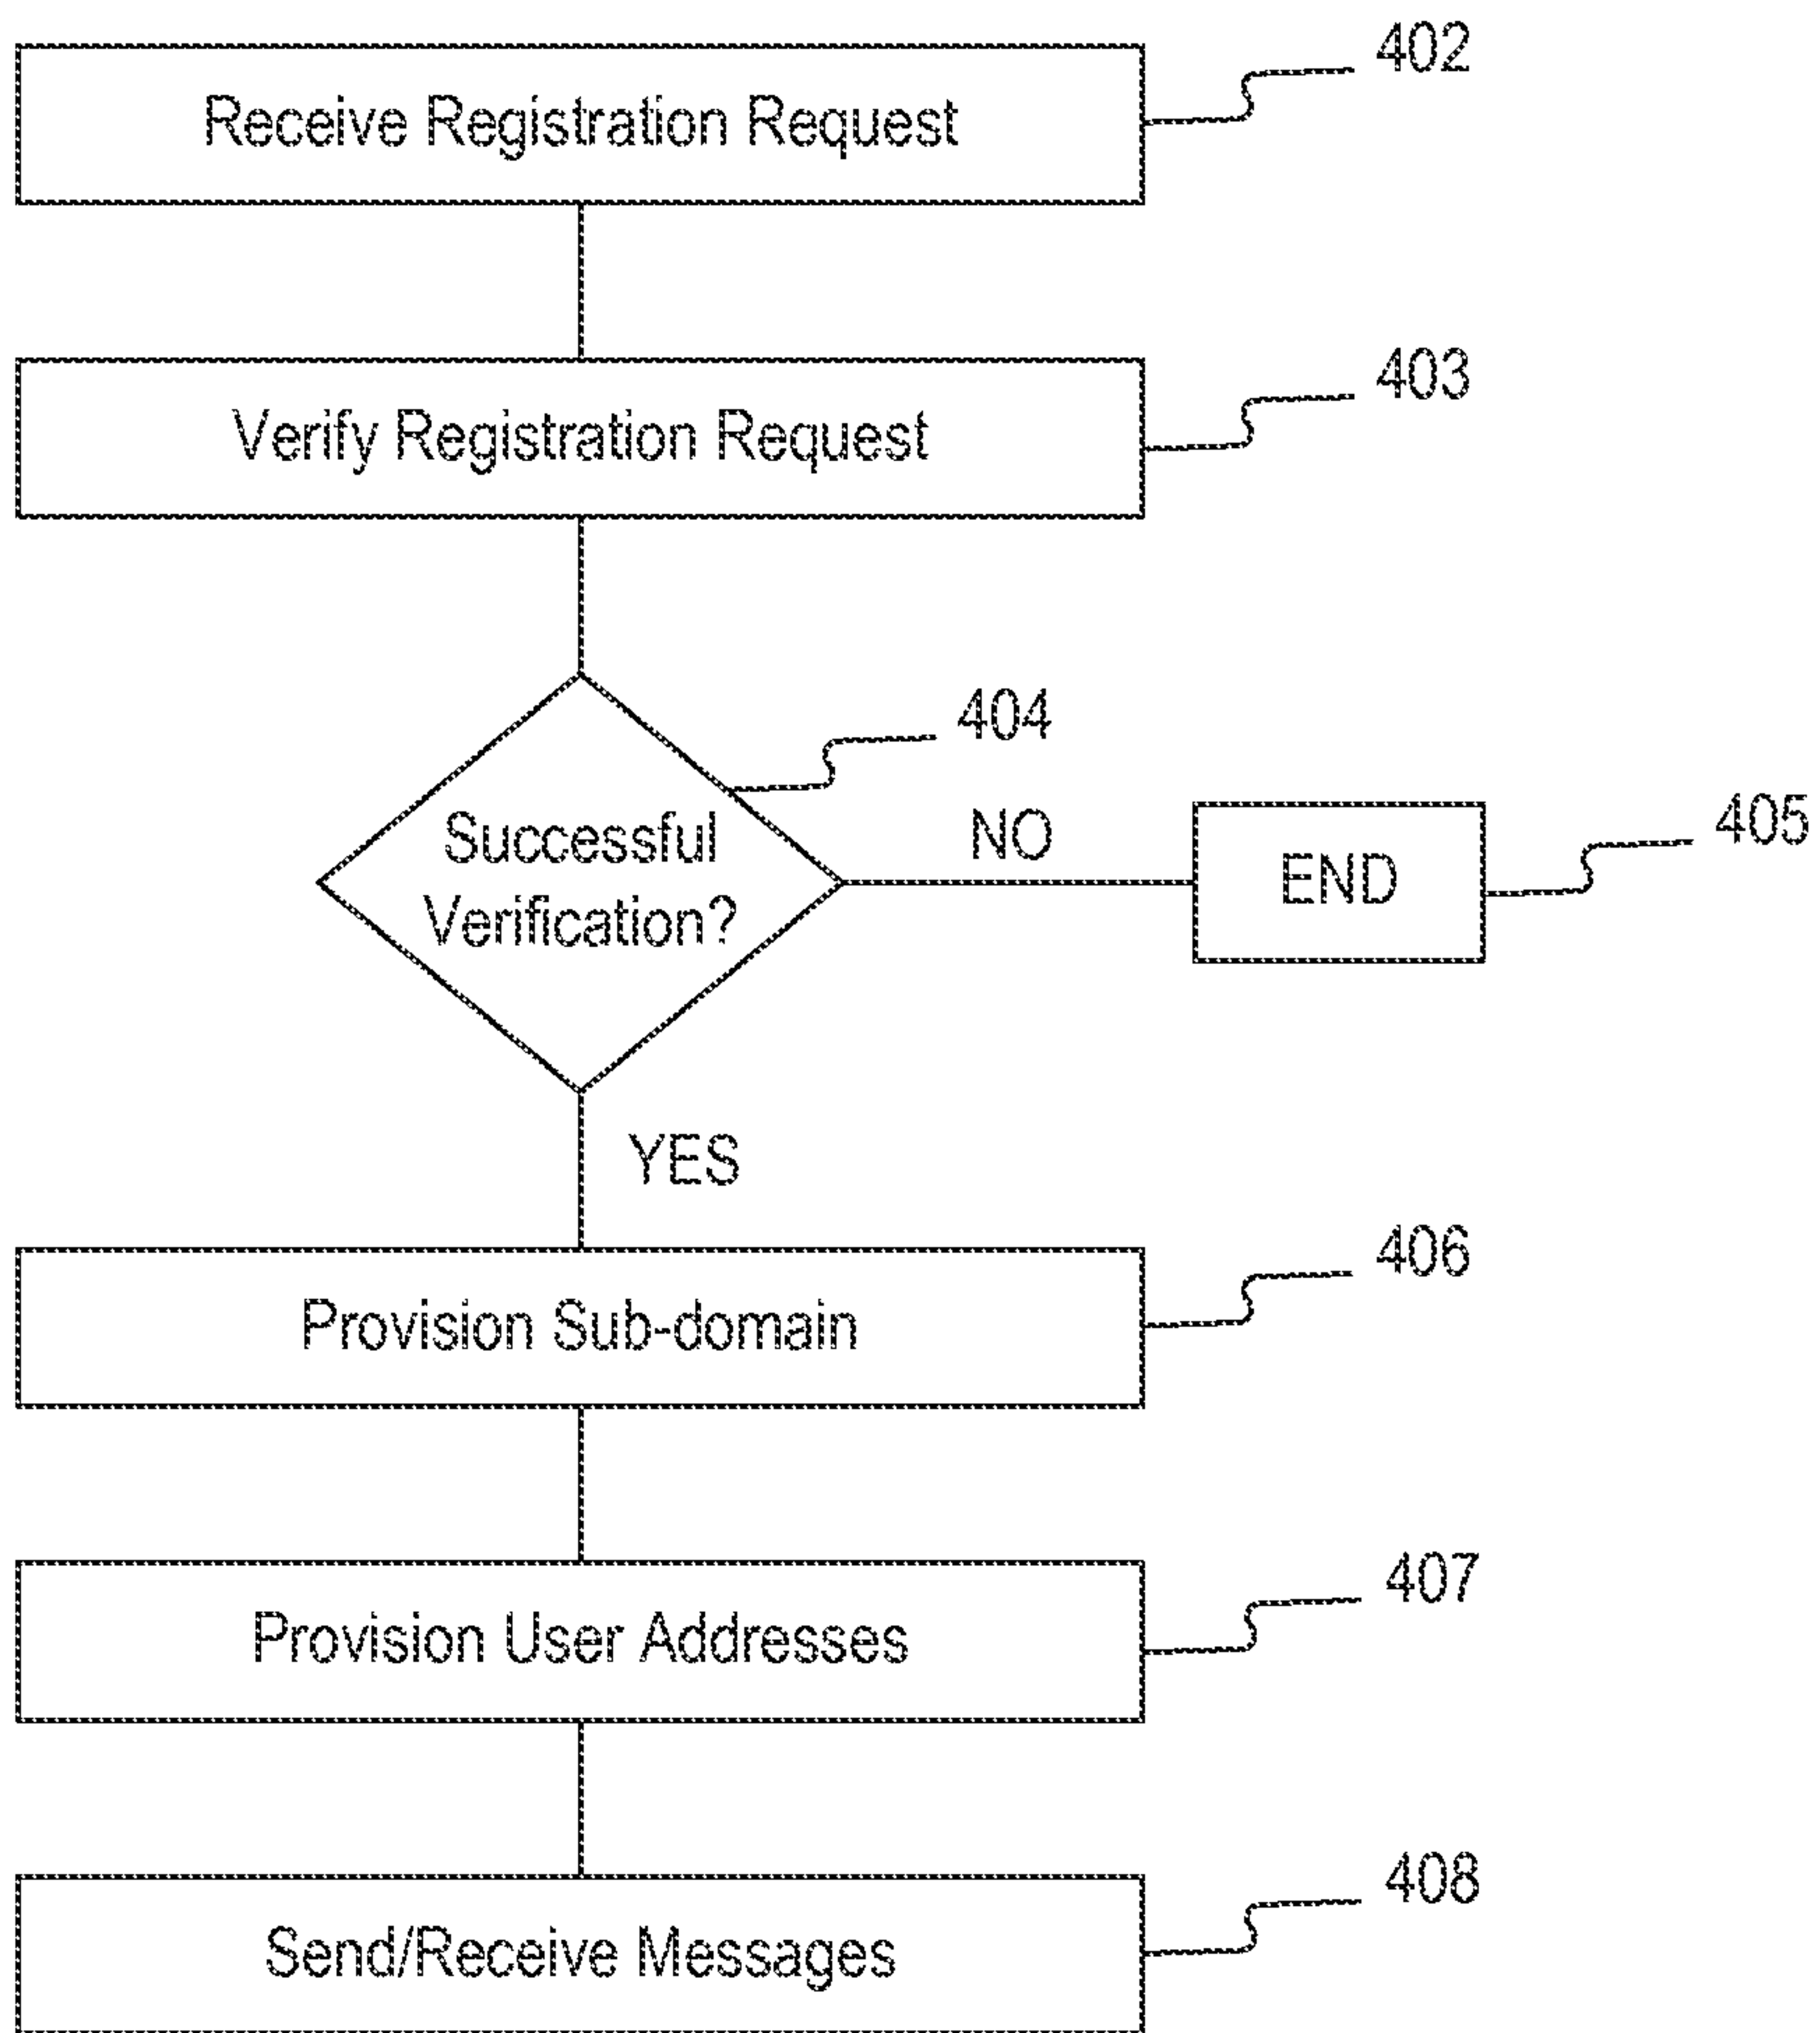 402
Receive Registration Request
403
Verify Registration Request
404
Successful
Verification?
NO
END
405
YES
406
Provision Sub-domain
407
Provision User Addresses
408
Send/Receive Messages